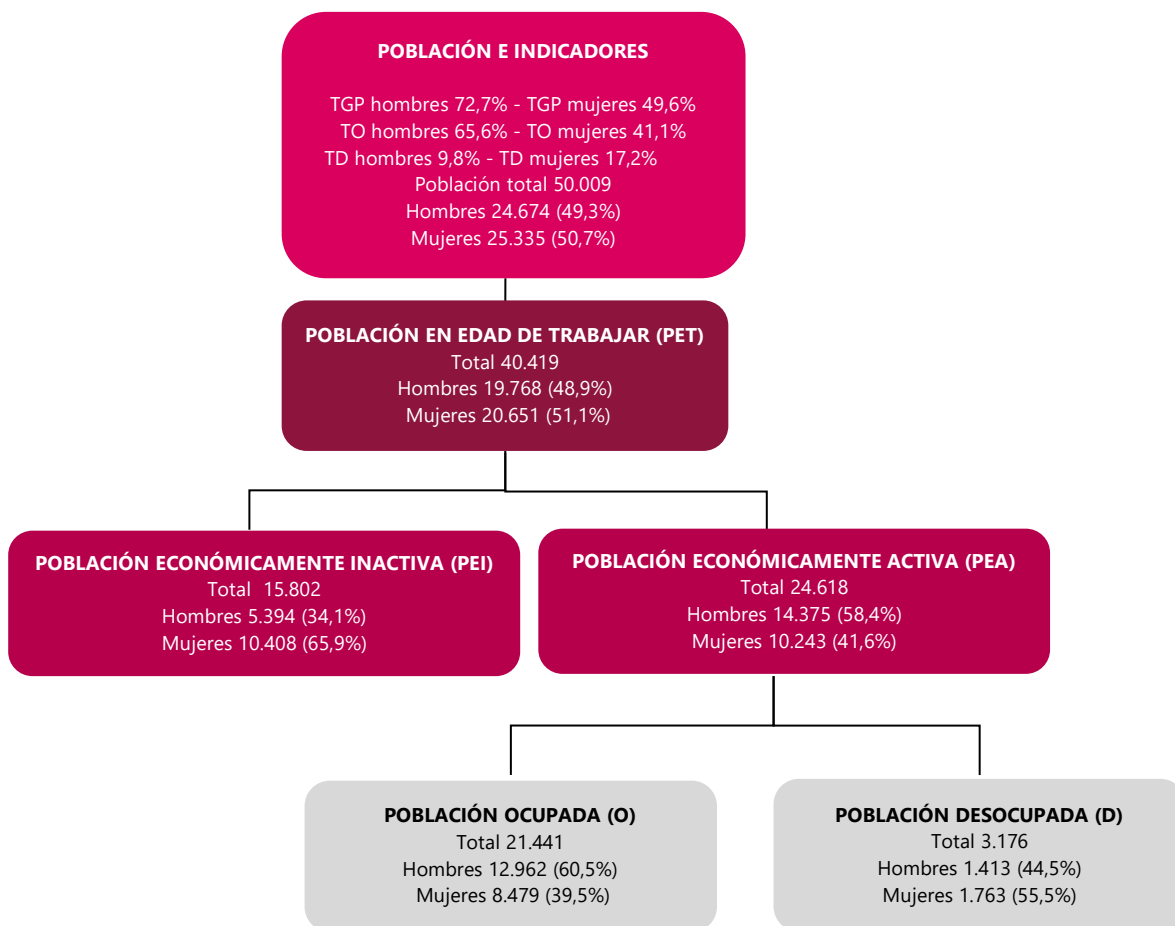 POBLACIÓN E INDICADORES
TGP hombres 72,7% - TGP mujeres 49,6%
TO hombres 65,6% - TO mujeres 41,1%
TD hombres 9,8% - TD mujeres 17,2%
Población total 50.009
Hombres 24.674 (49,3%)
Mujeres 25.335 (50,7%)
POBLACIÓN EN EDAD DE TRABAJAR (PET)
Total 40.419
Hombres 19.768 (48,9%)
Mujeres 20.651 (51,1%)
POBLACIÓN ECONÓMICAMENTE INACTIVA (PEI)
Total 15.802
Hombres 5.394 (34,1%)
Mujeres 10.408 (65,9%)
POBLACIÓN ECONÓMICAMENTE ACTIVA (PEA)
Total 24.618
Hombres 14.375 (58,4%)
Mujeres 10.243 (41,6%)
POBLACIÓN OCUPADA (O)
Total 21.441
Hombres 12.962 (60,5%)
Mujeres 8.479 (39,5%)
POBLACIÓN DESOCUPADA (D)
Total 3.176
Hombres 1.413 (44,5%)
Mujeres 1.763 (55,5%)